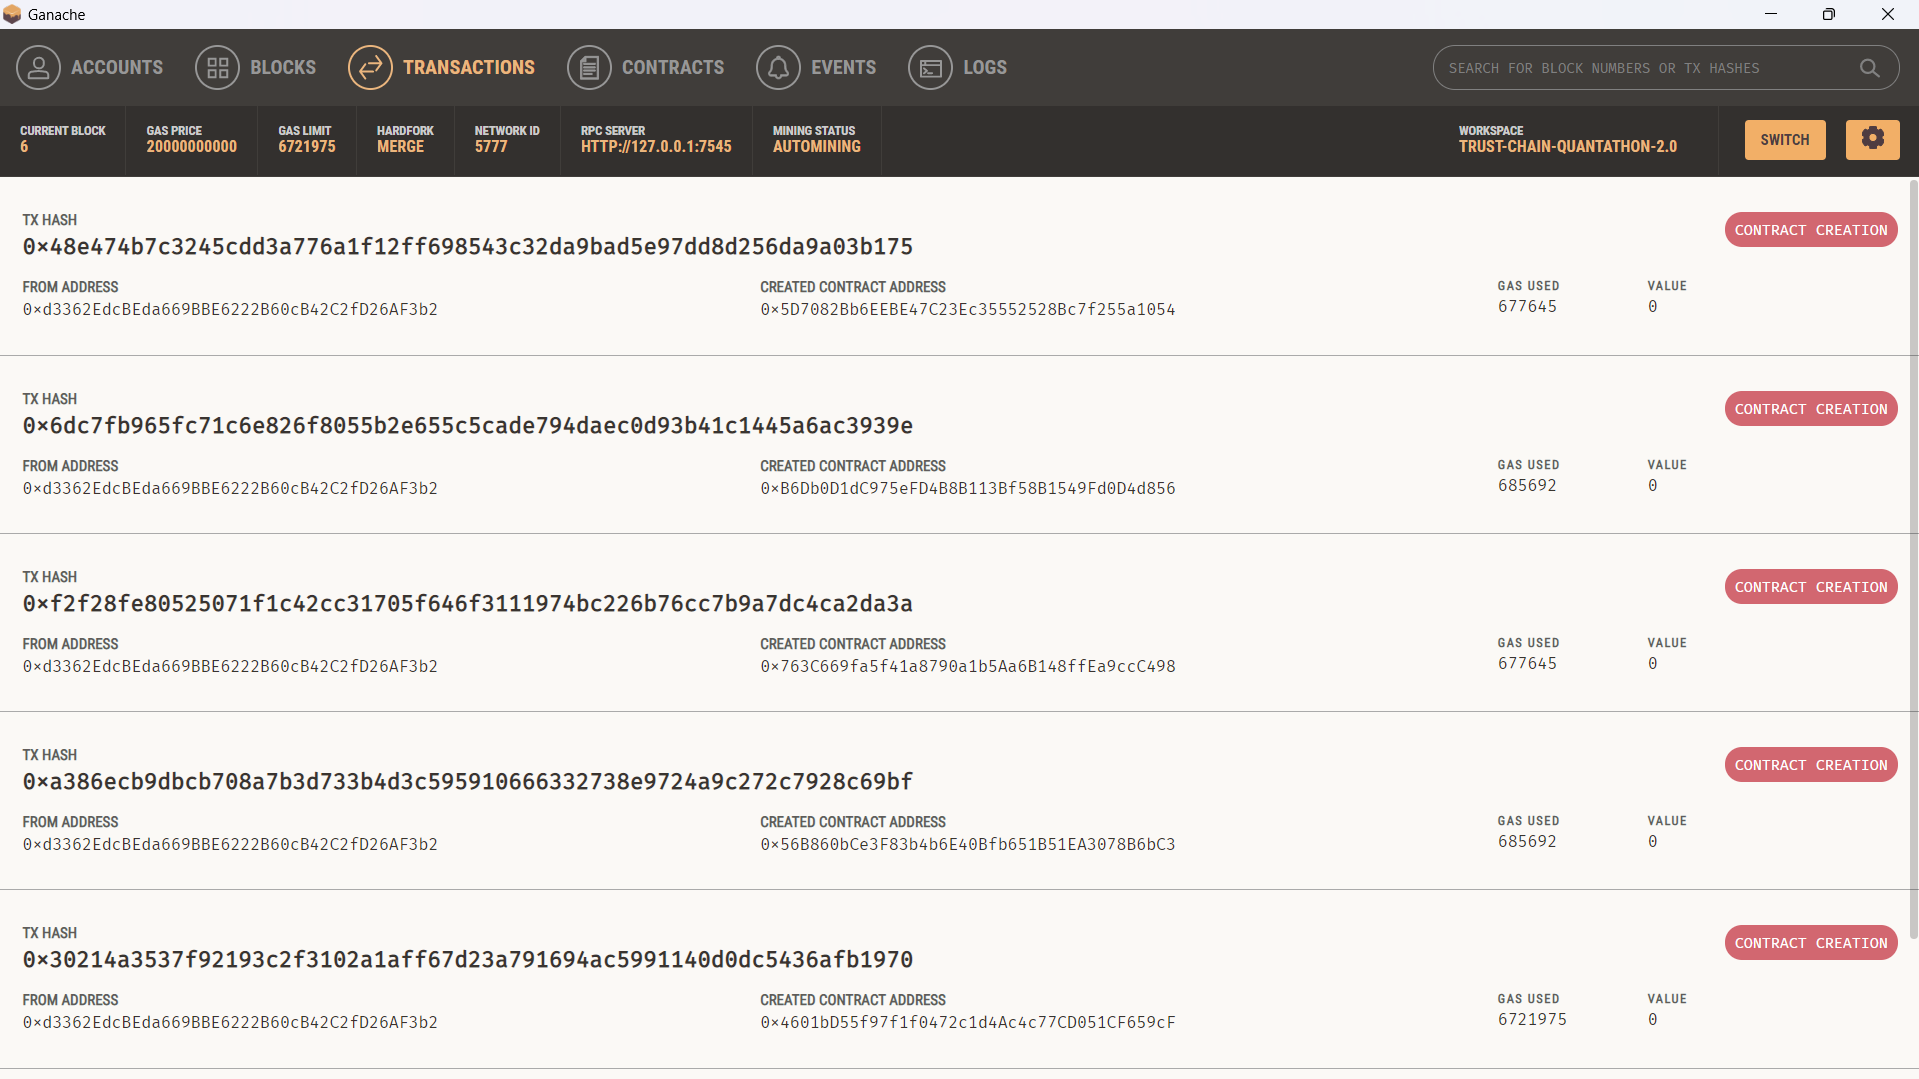 Ganache
ACCOUNTS BLOCKS TRANSACTIONS CONTRACTS EVENTS LOGS SEARCH FOR BLOCK NUMBERS OR TX HASHES
CURRENT BLOCK GAS PRICE GAS LIMIT HARDFORK NETWORK ID RPC SERVER MINING STATUS WORKSPACE
6 20000000000 6721975 MERGE 5777 HTTP://127.0.0.1:7545 AUTOMINING TRUST-CHAIN-QUANTATHON-2.0 SWITCH
TX HASH
0×48e474b7c3245cdd3a776a1f12ff698543c32da9bad5e97dd8d256da9a03b175 CONTRACT CREATION
FROM ADDRESS CREATED CONTRACT ADDRESS GAS USED VALUE
0×d3362EdcBEda669BBE6222B60cB42C2fD26AF3b2 0×5D7082Bb6EEBE47C23Ec35552528Bc7f255a1054 677645 0
TX HASH
0×6dc7fb965fc71c6e826f8055b2e655c5cade794daec0d93b41c1445a6ac3939e CONTRACT CREATION
FROM ADDRESS CREATED CONTRACT ADDRESS GAS USED VALUE
0×d3362EdcBEda669BBE6222B60cB42C2fD26AF3b2 0×B6Db0D1dC975eFD4B8B113Bf58B1549Fd0D4d856 685692 0
TX HASH
0×f2f28fe80525071f1c42cc31705f646f3111974bc226b76cc7b9a7dc4ca2da3a CONTRACT CREATION
FROM ADDRESS CREATED CONTRACT ADDRESS GAS USED VALUE
0×d3362EdcBEda669BBE6222B60cB42C2fD26AF3b2 0×763C669fa5f41a8790a1b5Aa6B148ffEa9ccC498 677645 0
TX HASH
0×a386ecb9dbcb708a7b3d733b4d3c595910666332738e9724a9c272c7928c69bf CONTRACT CREATION
FROM ADDRESS CREATED CONTRACT ADDRESS GAS USED VALUE
0×d3362EdcBEda669BBE6222B60cB42C2fD26AF3b2 0×56B860bCe3F83b4b6E40Bfb651B51EA3078B6bC3 685692 0
TX HASH
0×30214a3537f92193c2f3102a1aff67d23a791694ac5991140d0dc5436afb1970 CONTRACT CREATION
FROM ADDRESS CREATED CONTRACT ADDRESS GAS USED VALUE
0×d3362EdcBEda669BBE6222B60cB42C2fD26AF3b2 0×4601bD55f97f1f0472c1d4Ac4c77CD051CF659cF 6721975 0